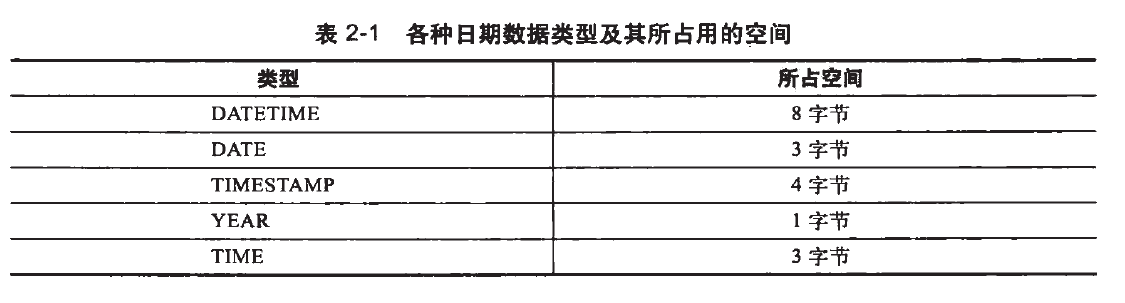 表 2-1 各种日期数据类型及其所占用的空间
类型 所占空间
DATETIME 8 字节
DATE 3 字节
TIMESTAMP 4 字节
YEAR 1 字节
TIME 3 字节